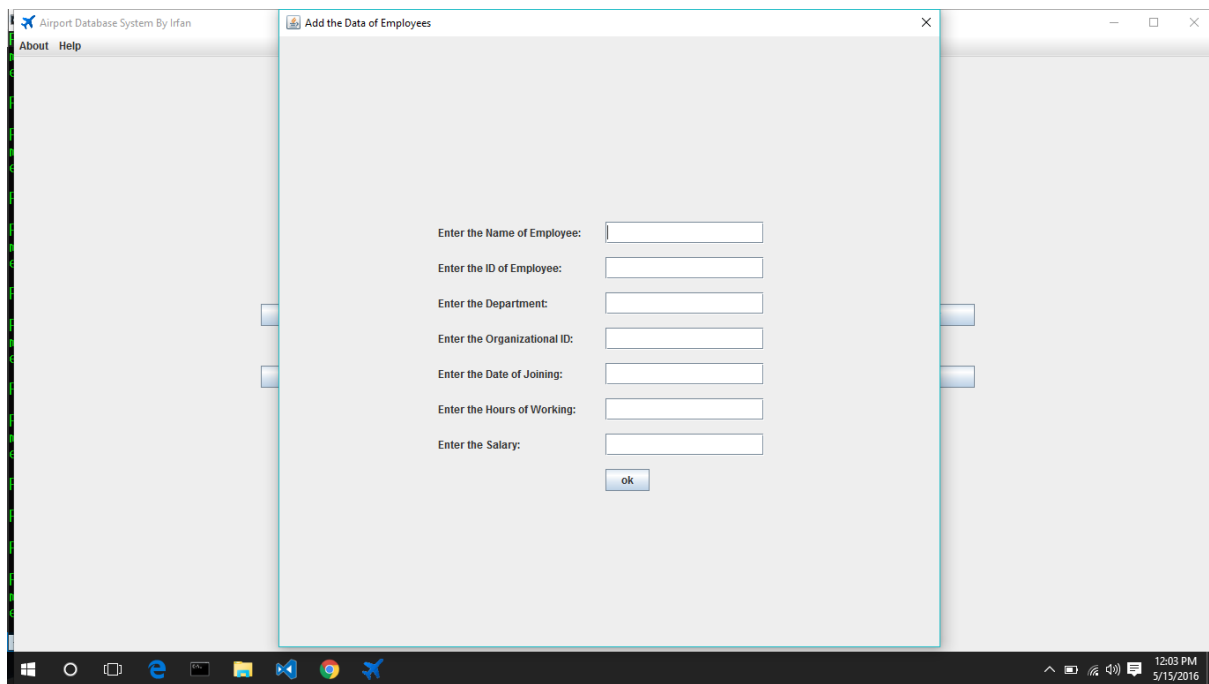 Airport Database System By Irfan
Add the Data of Employees
About Help
Enter the Name of Employee:
Enter the ID of Employee:
Enter the Department:
Enter the Organizational ID:
Enter the Date of Joining:
Enter the Hours of Working:
Enter the Salary:
ok
12:03 PM
5/15/2016